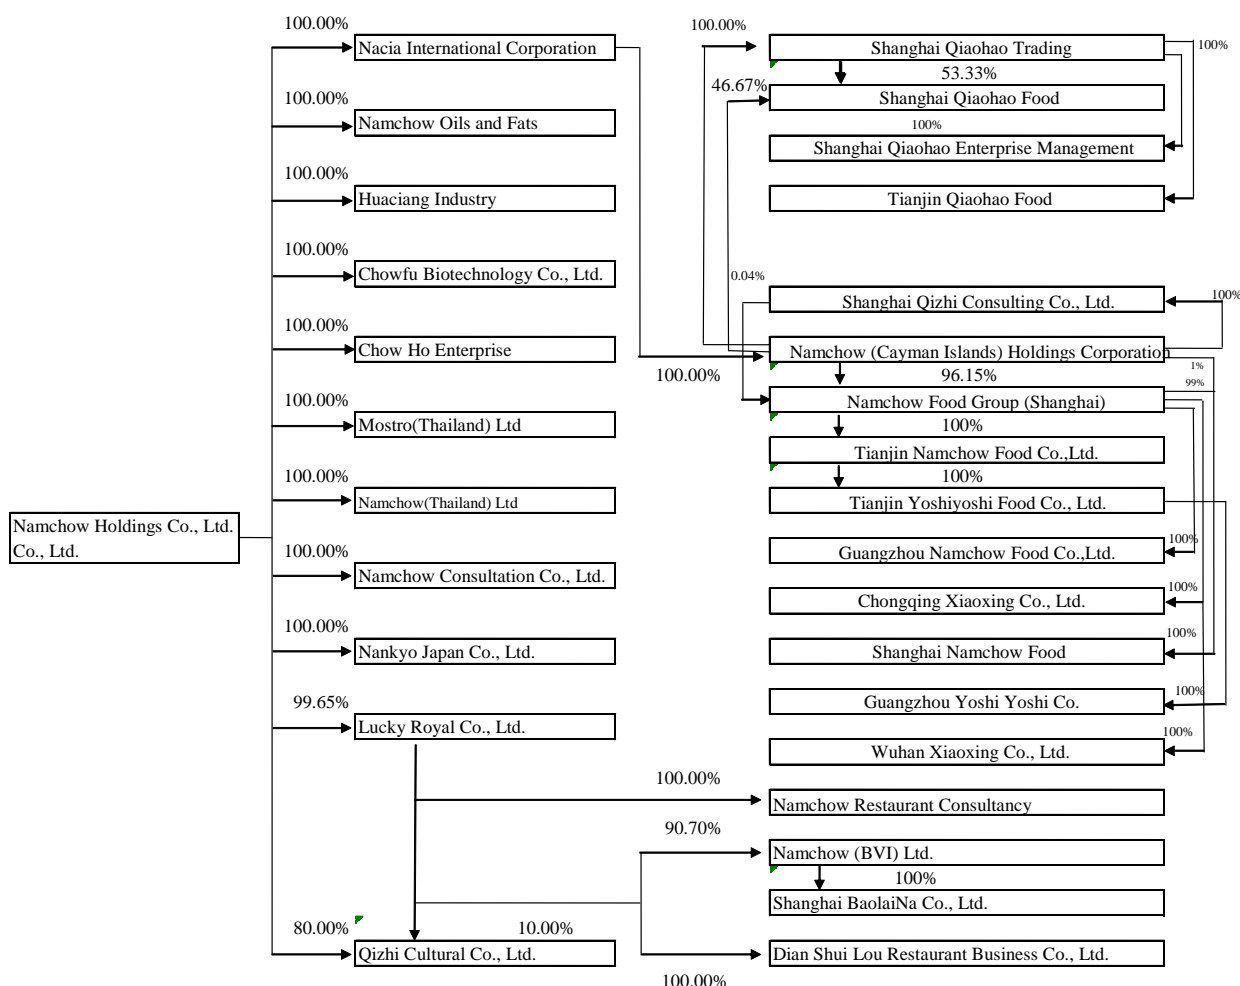 100.00%
100.00%
100%
Nacia International Corporation
Shanghai Qiaohao Trading
53.33%
46.67%
100.00%
Shanghai Qiaohao Food
Namchow Oils and Fats
100%
Shanghai Qiaohao Enterprise Management
100.00%
Huaciang Industry
Tianjin Qiaohao Food
100.00%
Chowfu Biotechnology Co., Ltd.
0.04%
Shanghai Qizhi Consulting Co., Ltd.
100%
100.00%
Chow Ho Enterprise
Namchow (Cayman Islands) Holdings Corporation
100.00%
96.15%
1%
99%
100.00%
Namchow Food Group (Shanghai)
Mostro(Thailand) Ltd
100%
Tianjin Namchow Food Co.,Ltd.
100.00%
100%
Namchow(Thailand) Ltd
Tianjin Yoshiyoshi Food Co., Ltd.
Namchow Holdings Co., Ltd.
Co., Ltd.
100.00%
Guangzhou Namchow Food Co.,Ltd.
100%
Namchow Consultation Co., Ltd.
Chongqing Xiaoxing Co., Ltd.
100%
100.00%
Nankyo Japan Co., Ltd.
Shanghai Namchow Food
100%
99.65%
Guangzhou Yoshi Yoshi Co.
100%
Lucky Royal Co., Ltd.
Wuhan Xiaoxing Co., Ltd.
100%
100.00%
Namchow Restaurant Consultancy
90.70%
Namchow (BVI) Ltd.
100%
Shanghai BaolaiNa Co., Ltd.
80.00%
10.00%
Qizhi Cultural Co., Ltd.
Dian Shui Lou Restaurant Business Co., Ltd.
100.00%